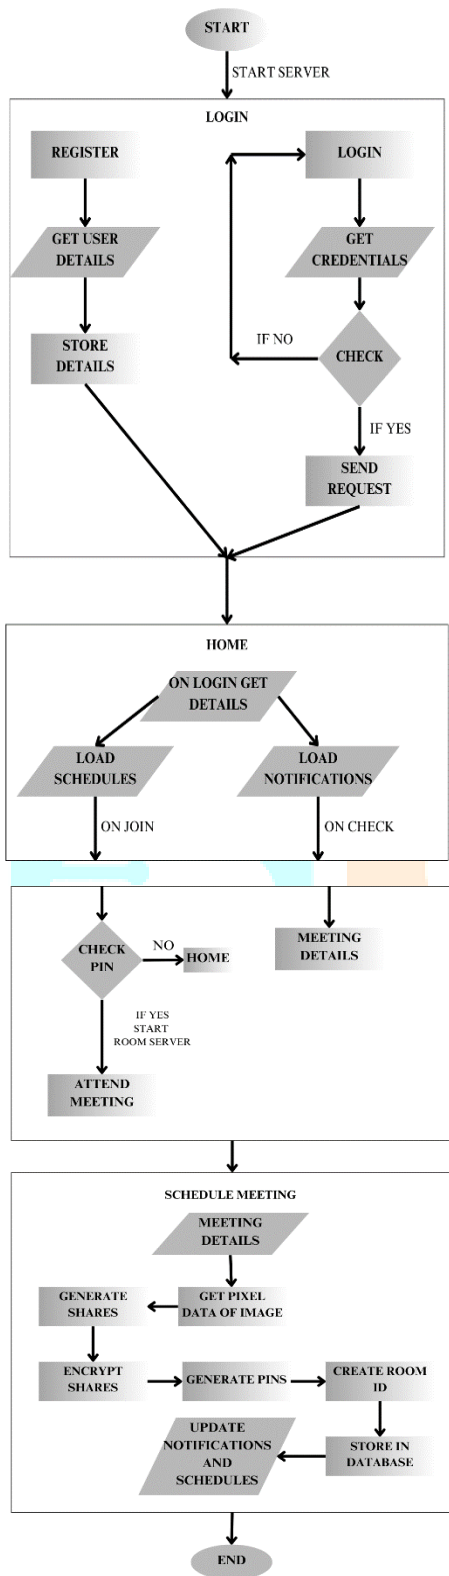 START
START SERVER
LOGIN
REGISTER
LOGIN
GET USER
DETAILS
GET
CREDENTIALS
STORE
DETAILS
IF NO
CHECK
IF YES
SEND
REQUEST
HOME
ON LOGIN GET
DETAILS
LOAD
SCHEDULES
LOAD
NOTIFICATIONS
ON JOIN
ON CHECK
CHECK
PIN
NO
HOME
MEETING
DETAILS
IF YES
START
ROOM SERVER
ATTEND
MEETING
SCHEDULE MEETING
MEETING
DETAILS
GET PIXEL
DATA OF IMAGE
GENERATE
SHARES
ENCRYPT
SHARES
GENERATE PINS
CREATE ROOM
ID
STORE IN
DATABASE
UPDATE
NOTIFICATIONS
AND
SCHEDULES
END